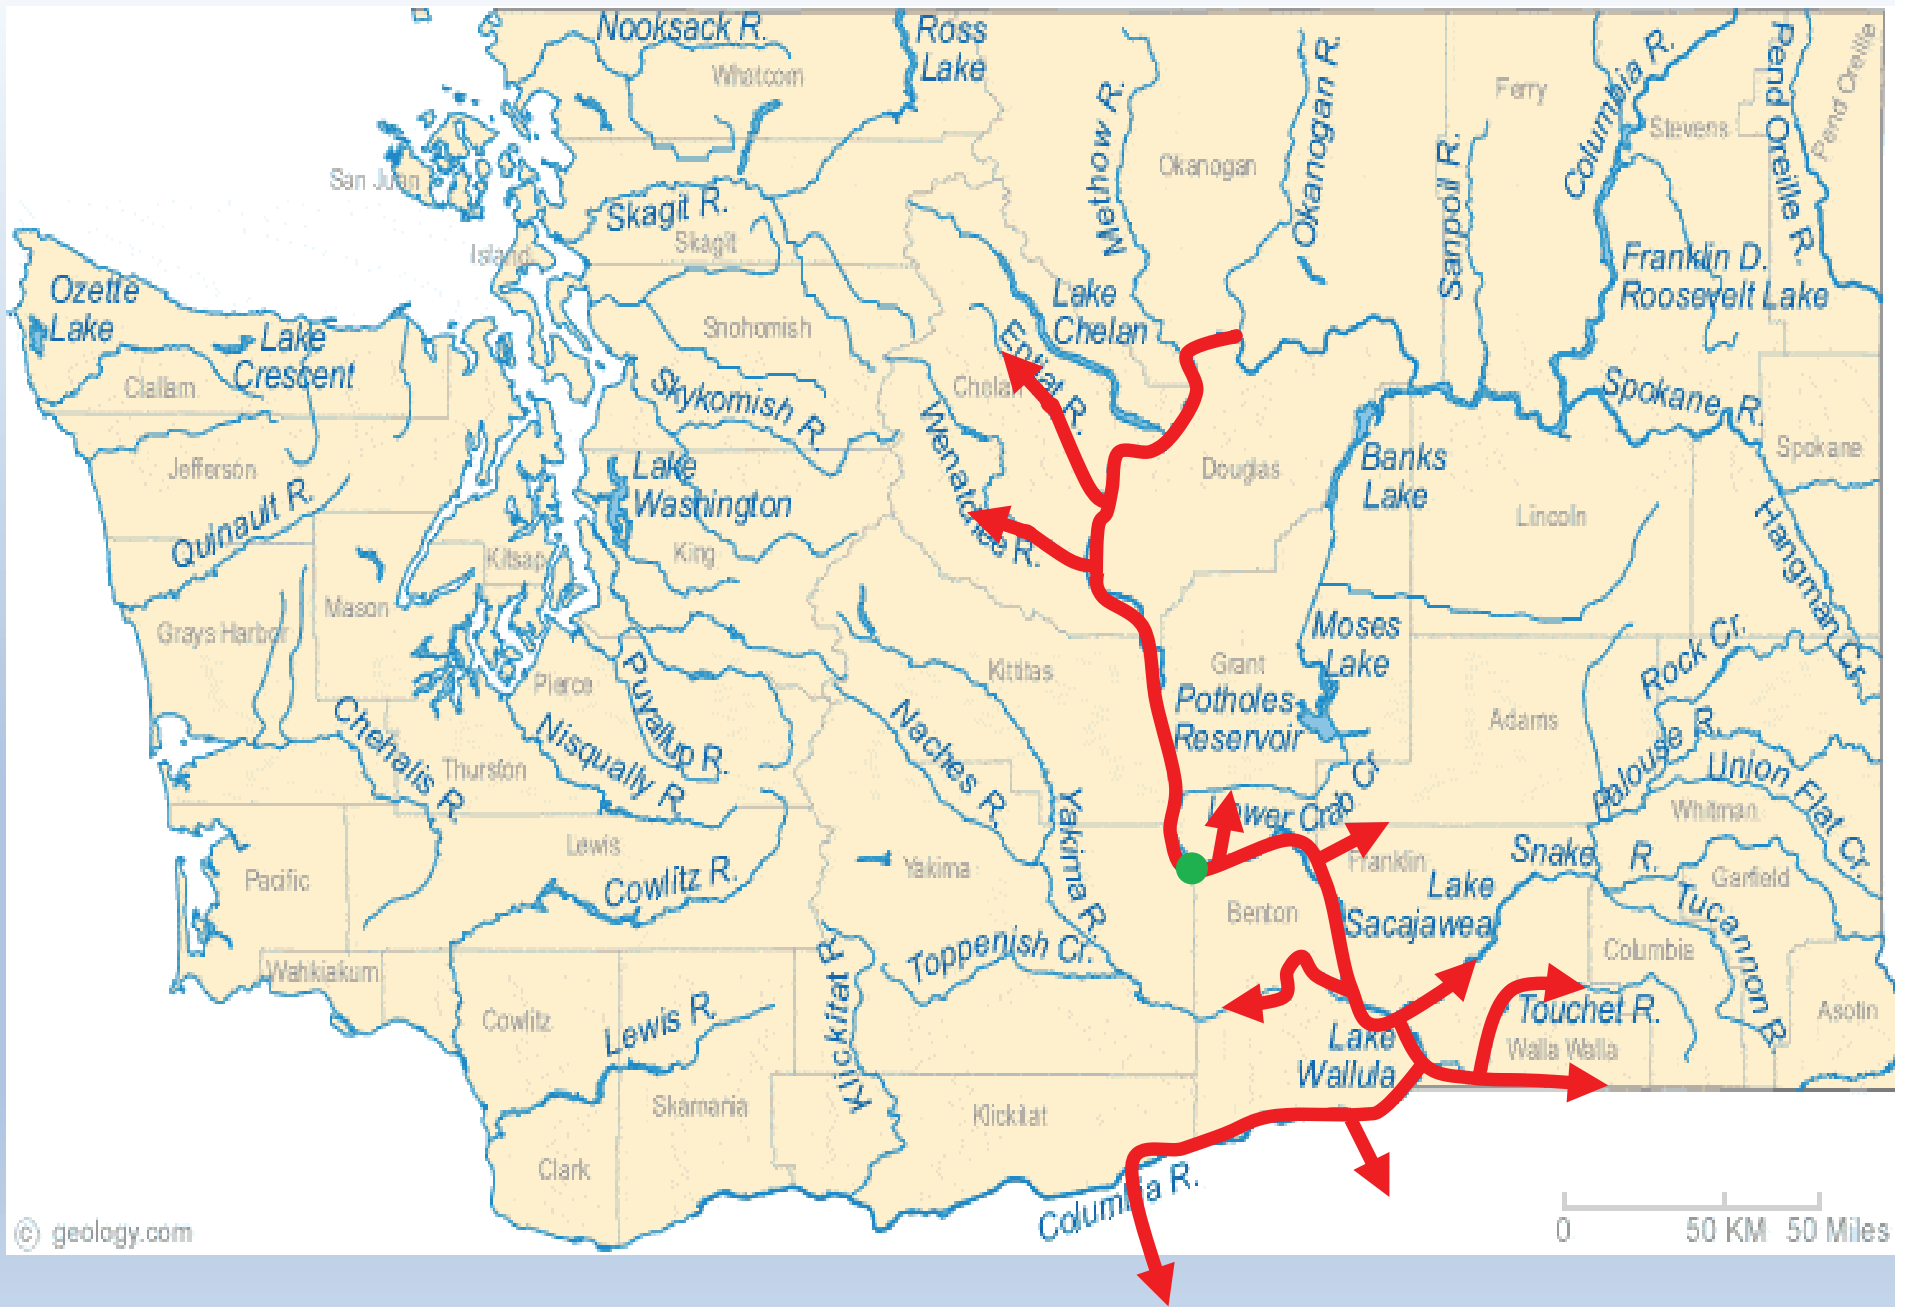 Nooksack R.
Ross
Lake
Whatcom
Methow R.
Okanogan
Okanogan R.
Sanpoil R.
Ferry
Columbia R.
Stevens
Pend Oreille R.
Pend Oreille
San Juan
Skagit R.
Skagit
Island
Ozette
Lake
Lake
Crescent
Clallam
Snohomish
Lake
Chelan
Franklin D.
Roosevelt Lake
Entiat R.
Chelan
Skykomish R.
Wenatchee R.
Spokane R.
Spokane
Jefferson
Lake
Washington
Douglas
Banks
Lake
Lincoln
Quinault R.
Kitsap
King
Hangman Cr.
Mason
Grays Harbor
Moses
Lake
Rock Cr.
Kittitas
Grant
Pierce
Puyallup R.
Potholes
Reservoir
Adams
Chehalis R.
Nisqually R.
Naches R.
Palouse R.
Union Flat Cr.
Thurston
Yakima R.
Lower Crab Cr.
Whitman
Lewis
Pacific
Cowlitz R.
Yakima
Franklin
Snake R.
Garfield
Lake
Sacajawea
Benton
Tucannon R.
Toppenish Cr.
Columbia
Wahkiakum
Klickitat R.
Cowlitz
Lewis R.
Touchet R.
Asotin
Lake
Wallula
Walla Walla
Skamania
Klickitat
Clark
Columbia R.
© geology.com
0 50 KM 50 Miles